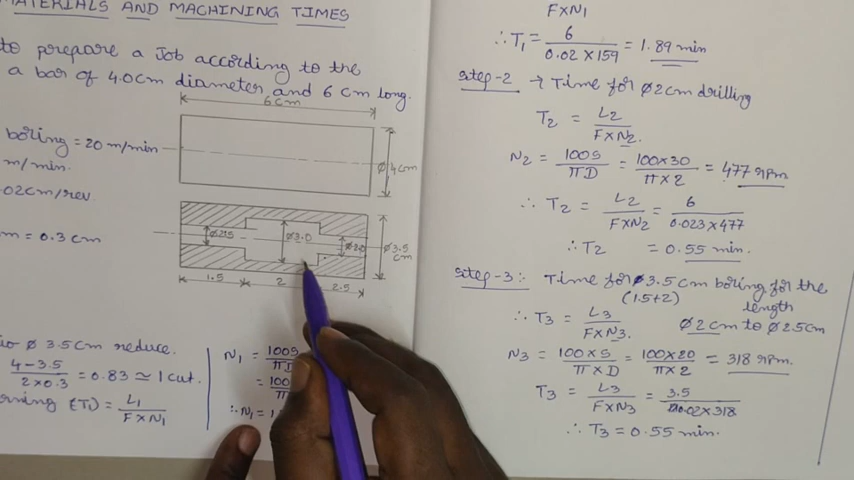 MATERIALS AND MACHINING TIMES
to prepare a Job according to the
a bar of 4.0cm diameter and 6 cm long.
6cm
boring = 20 m/min
m/min.
02cm/rev
m = 0.3 cm
Ø 4cm
Ø2.5
Ø3.0
Ø3.0
Ø3.5 cm
1.5
2
2.5
Ø 3.5cm reduce.
4-3.5 / 2x0.3 = 0.83 ≃ 1 cut.
(T1) = L1 / F×N1
N1 = 100S / πD
= 100
∴ N1 = 1
F×N1
∴ T1 = 6 / 0.02×159 = 1.89 min
step-2 → Time for Ø2cm drilling
T2 = L2 / F×N2
N2 = 100S / πD = 100×30 / π×2 = 477 rpm
∴ T2 = L2 / F×N2 = 6 / 0.023×477
∴ T2 = 0.55 min
step-3: Time for Ø3.5cm boring for the
(1.5+2) length
∴ T3 = L3 / F×N3 Ø2cm to Ø2.5cm
N3 = 100×S / π×D = 100×20 / π×2 = 318 rpm.
T3 = L3 / F×N3 = 3.5 / 0.02×318
∴ T3 = 0.55 min.